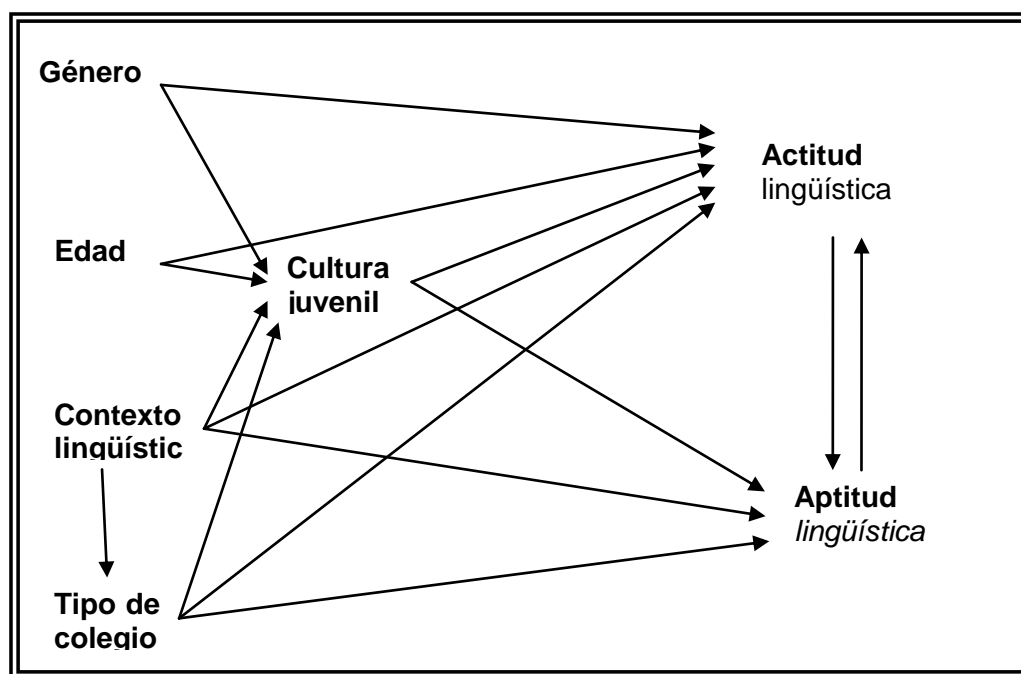 Género
Actitud
lingüística
Edad
Cultura
juvenil
Contexto
lingüístic
Aptitud
lingüística
Tipo de
colegio